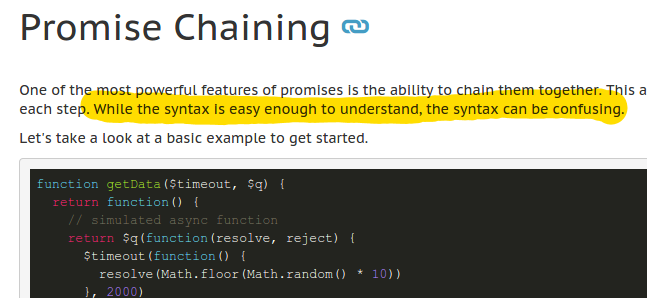 Promise Chaining
One of the most powerful features of promises is the ability to chain them together. This a
each step. While the syntax is easy enough to understand, the syntax can be confusing.
Let's take a look at a basic example to get started.
function getData($timeout, $q) {
  return function() {
    // simulated async function
    return $q(function(resolve, reject) {
      $timeout(function() {
        resolve(Math.floor(Math.random() * 10))
      }, 2000)